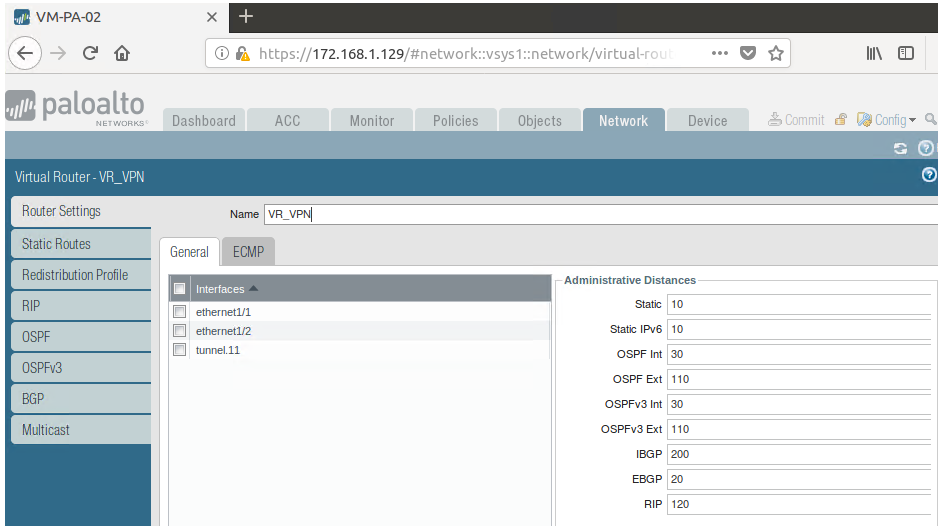 VM-PA-02
https://172.168.1.129/#network::vsys1::network/virtual-rout
paloalto
NETWORKS®
Dashboard ACC Monitor Policies Objects Network Device Commit Config
Virtual Router - VR_VPN
Router Settings
Static Routes
Redistribution Profile
RIP
OSPF
OSPFv3
BGP
Multicast
Name VR_VPN
General ECMP
Interfaces
ethernet1/1
ethernet1/2
tunnel.11
Administrative Distances
Static 10
Static IPv6 10
OSPF Int 30
OSPF Ext 110
OSPFv3 Int 30
OSPFv3 Ext 110
IBGP 200
EBGP 20
RIP 120